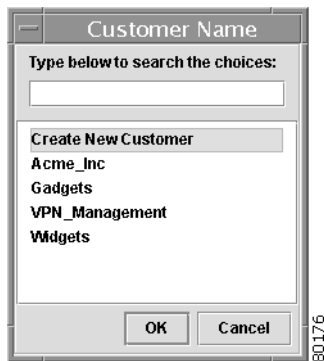 Customer Name
Type below to search the choices:
Create New Customer
Acme_Inc
Gadgets
VPN_Management
Widgets
OK Cancel
80176